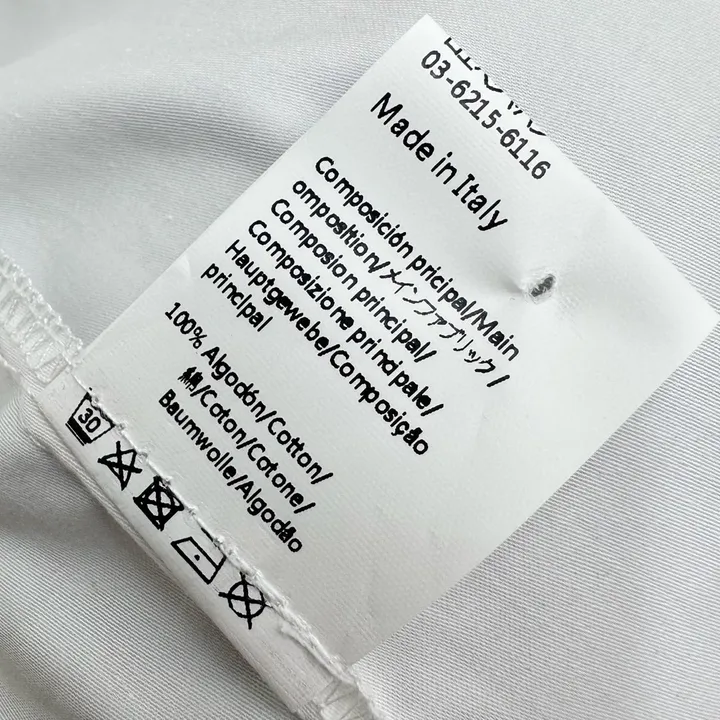 03-6215-6116
Made in Italy
Composición pricipal/Main
omposition/メインファブリック/
Composion principal/
Composizione principale/
Hauptgewebe/Composição
principal
100% Algodón/Cotton/
綿/Coton/Cotone/
Baumwolle/Algodão
30